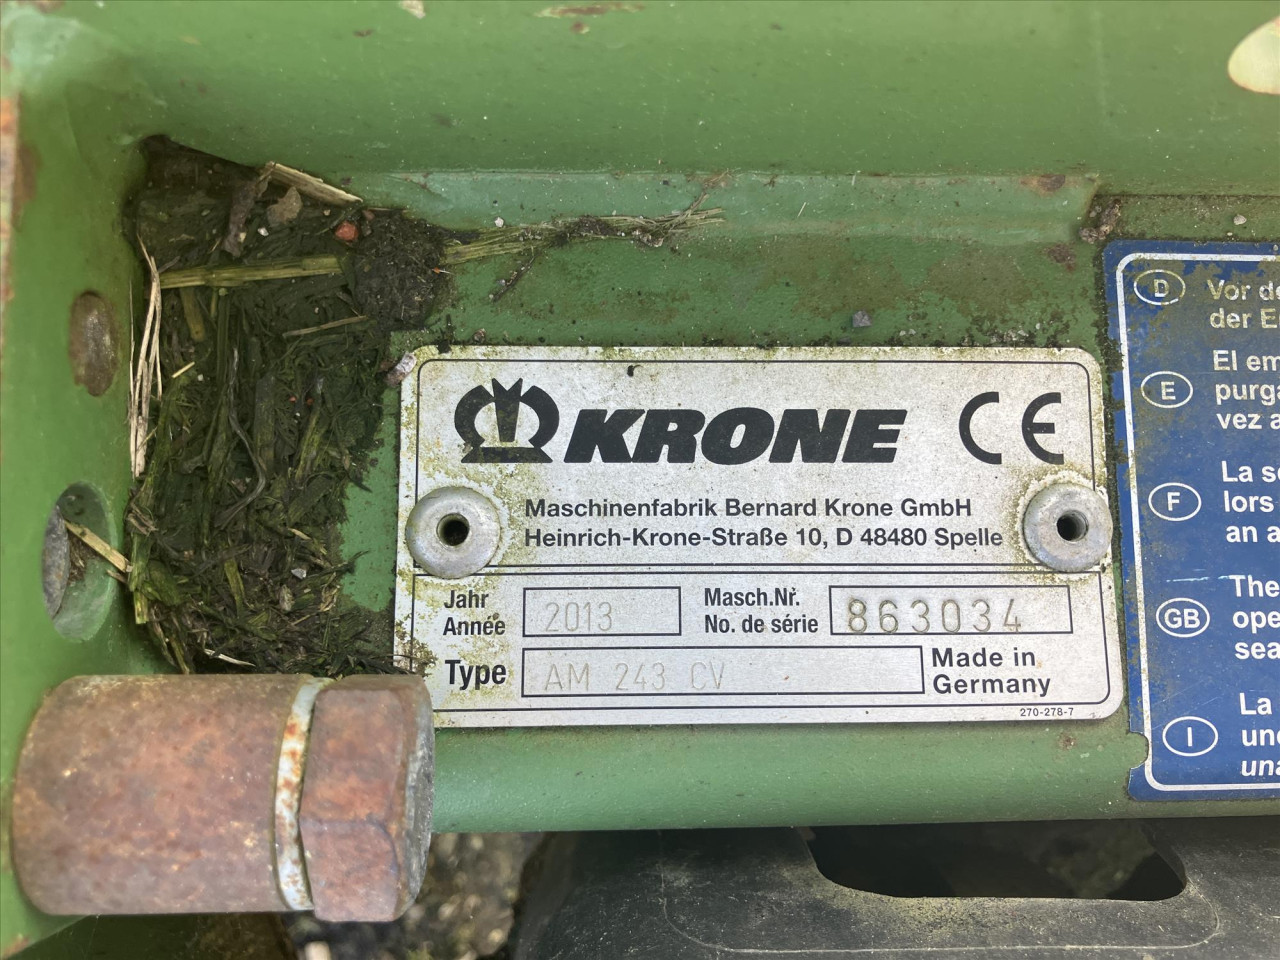 KRONE CE
Maschinenfabrik Bernard Krone GmbH
Heinrich-Krone-Straße 10, D 48480 Spelle
Jahr
Année
2013
Masch.Nr.
No. de série
863034
Type
AM 243 CV
Made in
Germany
270-278-7
D
Vor de
der
E
El em
purga
vez a
F
La
lors
an a
GB
The
ope
sea
I
La
une
una